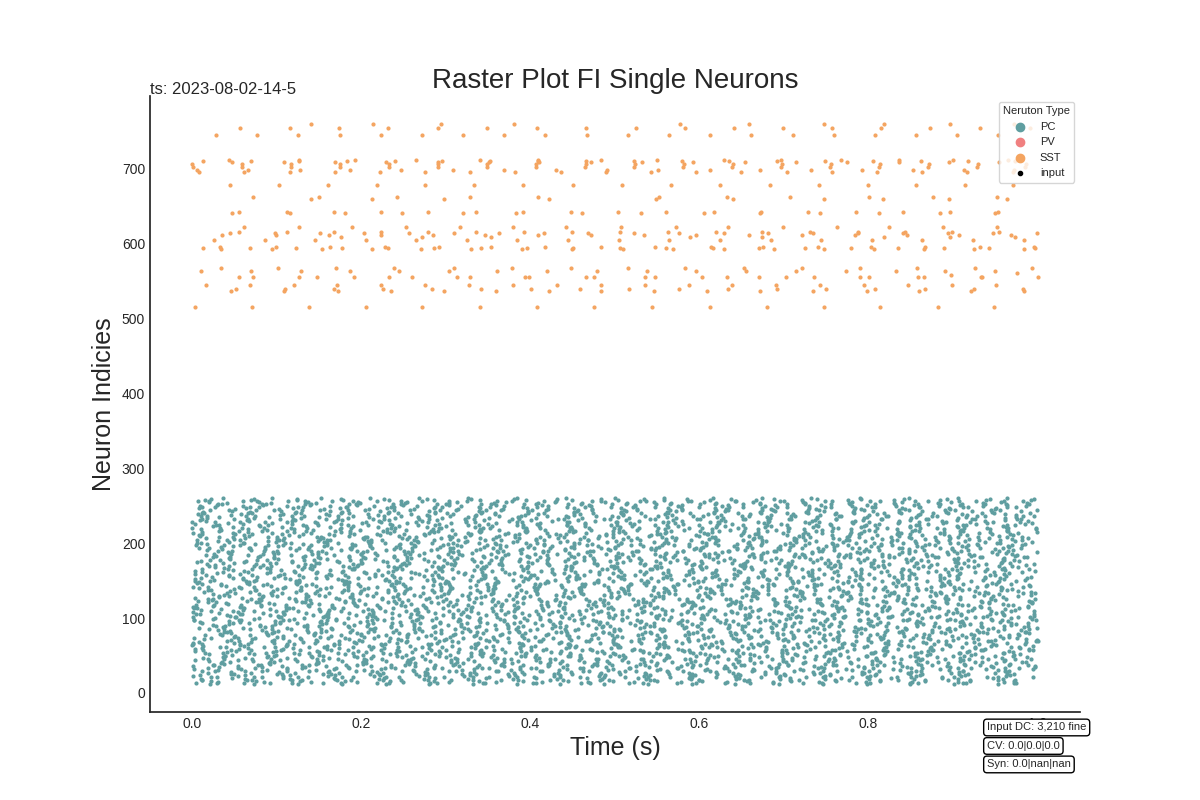 Raster Plot FI Single Neurons
ts: 2023-08-02-14-5
Neruton Type
PC
PV
SST
input
Neuron Indicies
700
600
500
400
300
200
100
0
0.0 0.2 0.4 0.6 0.8
Time (s)
Input DC: 3,210 fine
CV: 0.0|0.0|0.0
Syn: 0.0|nan|nan